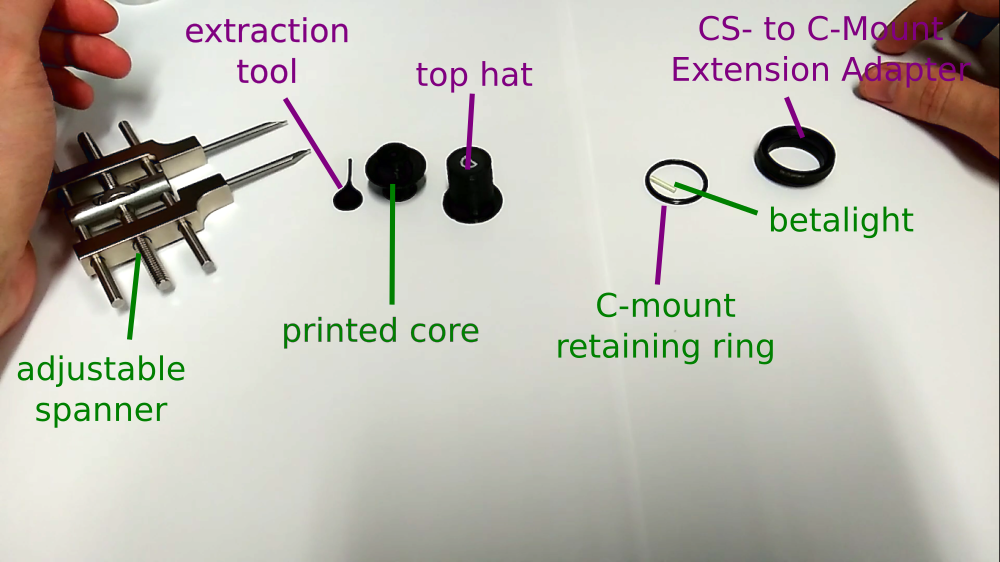 extraction
tool
top hat
CS- to C-Mount
Extension Adapter
betalight
C-mount
retaining ring
printed core
adjustable
spanner